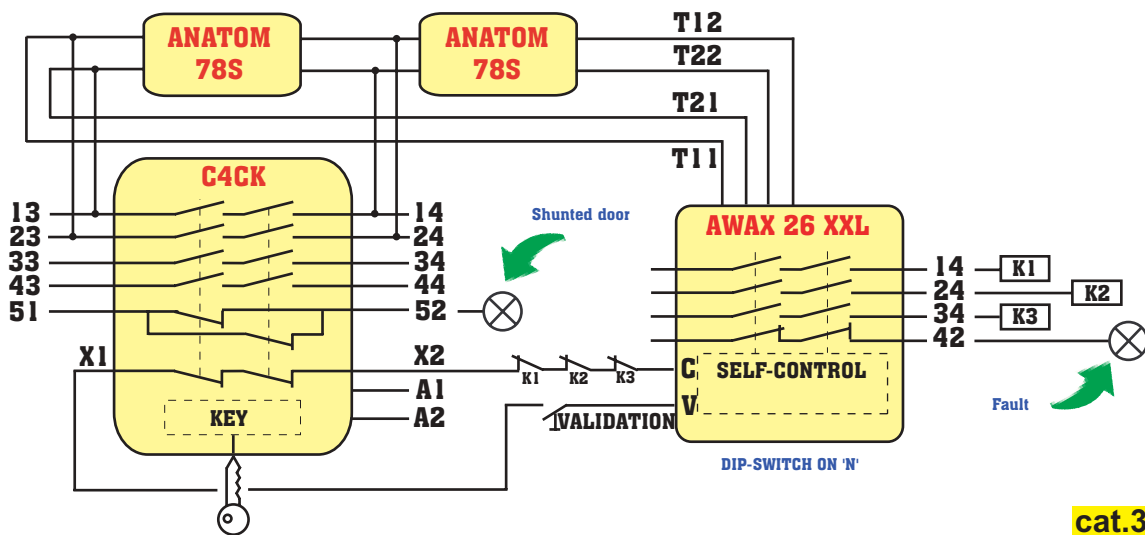 ANATOM
78S
ANATOM
78S
T12
T22
T21
T11
C4CK
13
23
33
43
51
X1
14
24
34
44
52
X2
A1
A2
KEY
Shunted door
K1
K2
K3
VALIDATION
AWAX 26 XXL
C
SELF-CONTROL
V
DIP-SWITCH ON 'N'
14
24
34
42
K1
K2
K3
Fault
cat.3